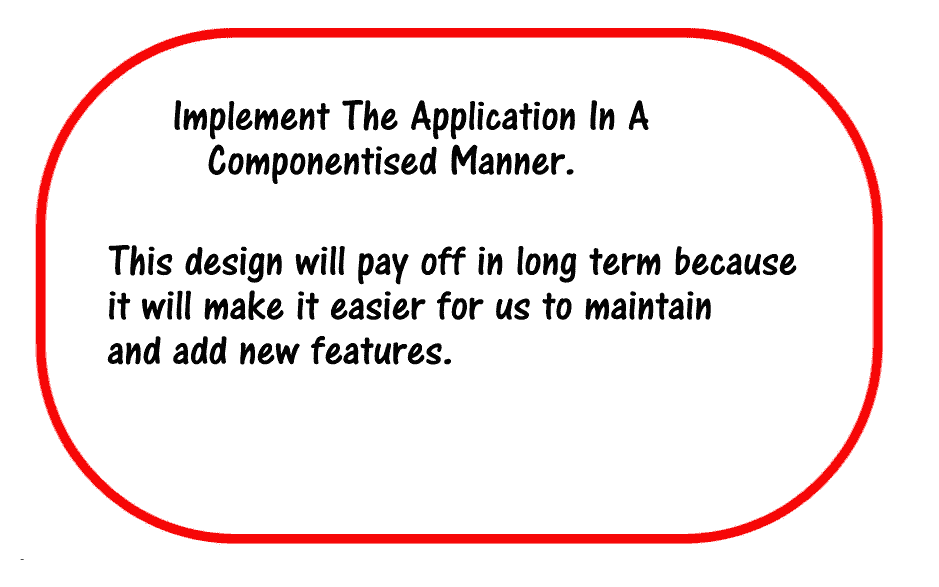 Implement The Application In A
Componentised Manner.
This design will pay off in long term because
it will make it easier for us to maintain
and add new features.